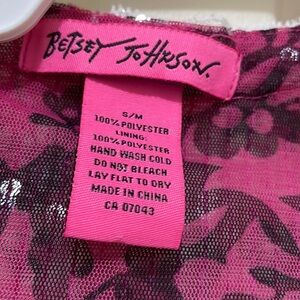 BETSEY JOHNSON.
S/M
100% POLYESTER
LINING:
100% POLYESTER
HAND WASH COLD
DO NOT BLEACH
LAY FLAT TO DRY
MADE IN CHINA
CA 07043